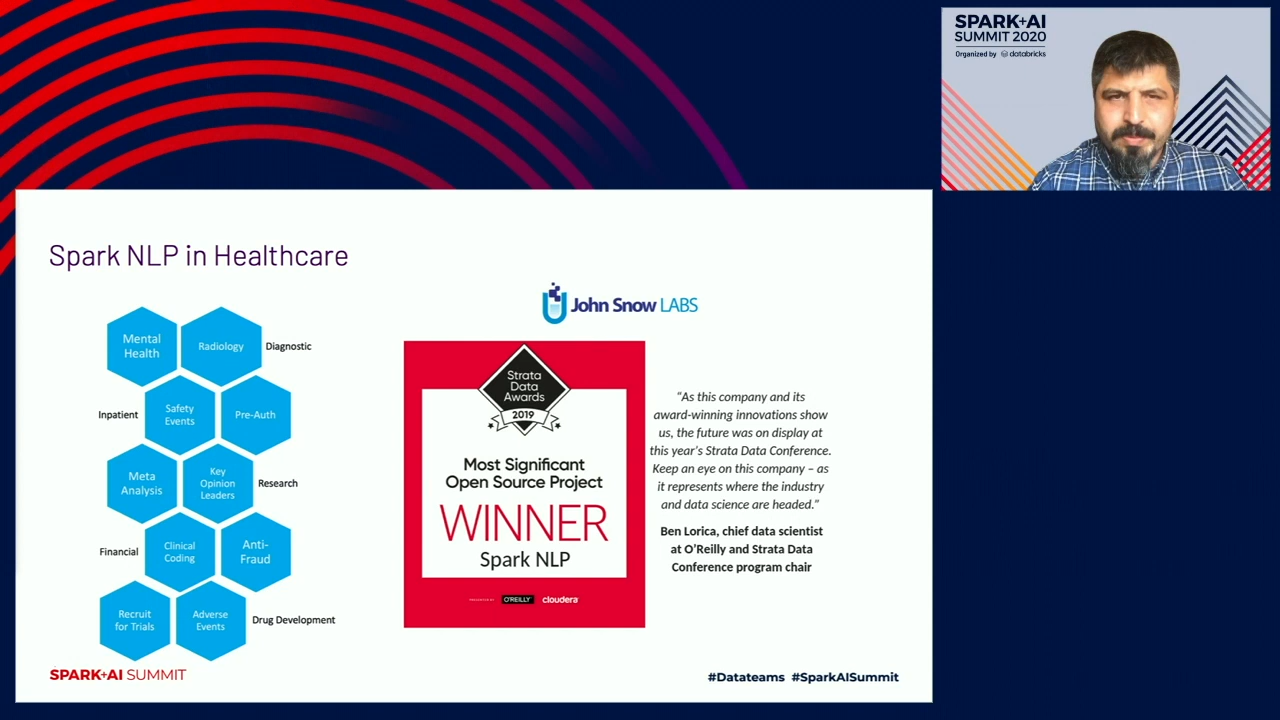 SPARK+AI
SUMMIT 2020
Organized by databricks
Spark NLP in Healthcare
John Snow LABS
Mental
Health
Radiology
Diagnostic
Inpatient
Safety
Events
Pre-Auth
Meta
Analysis
Key
Opinion
Leaders
Research
Financial
Clinical
Coding
Anti-
Fraud
Recruit
for Trials
Adverse
Events
Drug Development
Strata
Data
Awards
2019
Most Significant
Open Source Project
WINNER
Spark NLP
PRESENTED BY O'REILLY cloudera
“As this company and its
award-winning innovations show
us, the future was on display at
this year’s Strata Data Conference.
Keep an eye on this company – as
it represents where the industry
and data science are headed.”
Ben Lorica, chief data scientist
at O’Reilly and Strata Data
Conference program chair
SPARK+AI SUMMIT
#Datateams #SparkAISummit